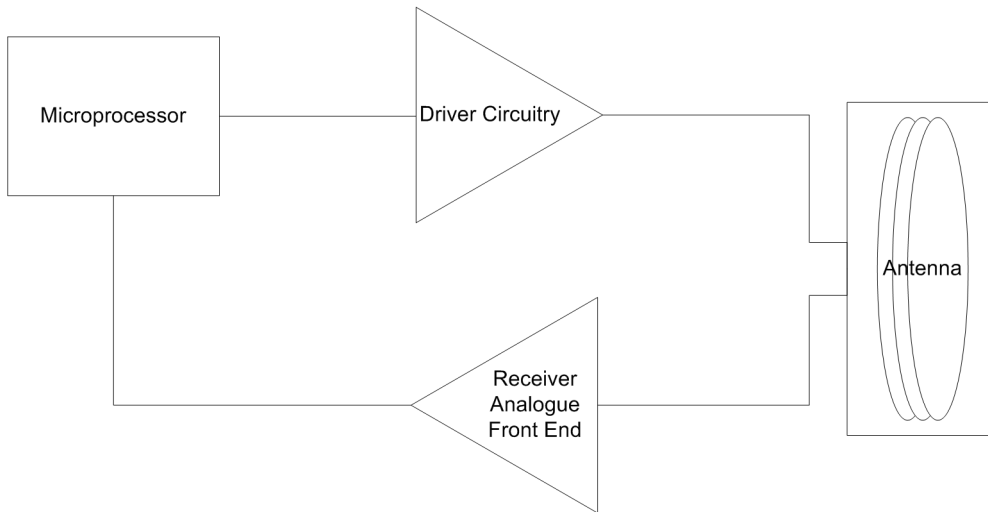 Microprocessor
Driver Circuitry
Antenna
Receiver
Analogue
Front End